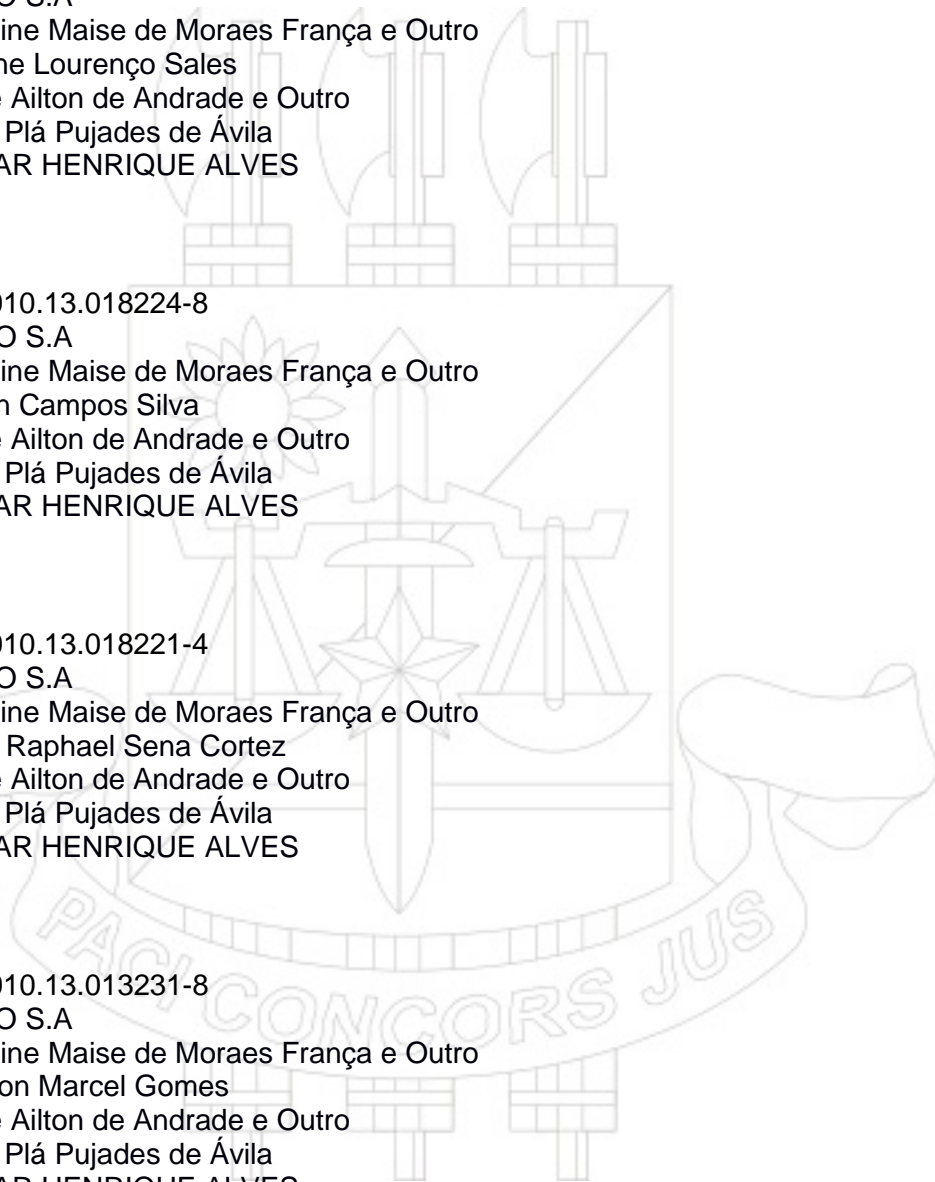 O S.A
ine Maise de Moraes França e Outro
ne Lourenço Sales
e Ailton de Andrade e Outro
Plá Pujades de Ávila
AR HENRIQUE ALVES
010.13.018224-8
O S.A
ine Maise de Moraes França e Outro
n Campos Silva
e Ailton de Andrade e Outro
Plá Pujades de Ávila
AR HENRIQUE ALVES
010.13.018221-4
O S.A
ine Maise de Moraes França e Outro
Raphael Sena Cortez
e Ailton de Andrade e Outro
Plá Pujades de Ávila
AR HENRIQUE ALVES
PACI CONCORS JUS
010.13.013231-8
O S.A
ine Maise de Moraes França e Outro
on Marcel Gomes
e Ailton de Andrade e Outro
Plá Pujades de Ávila
AR HENRIQUE ALVES